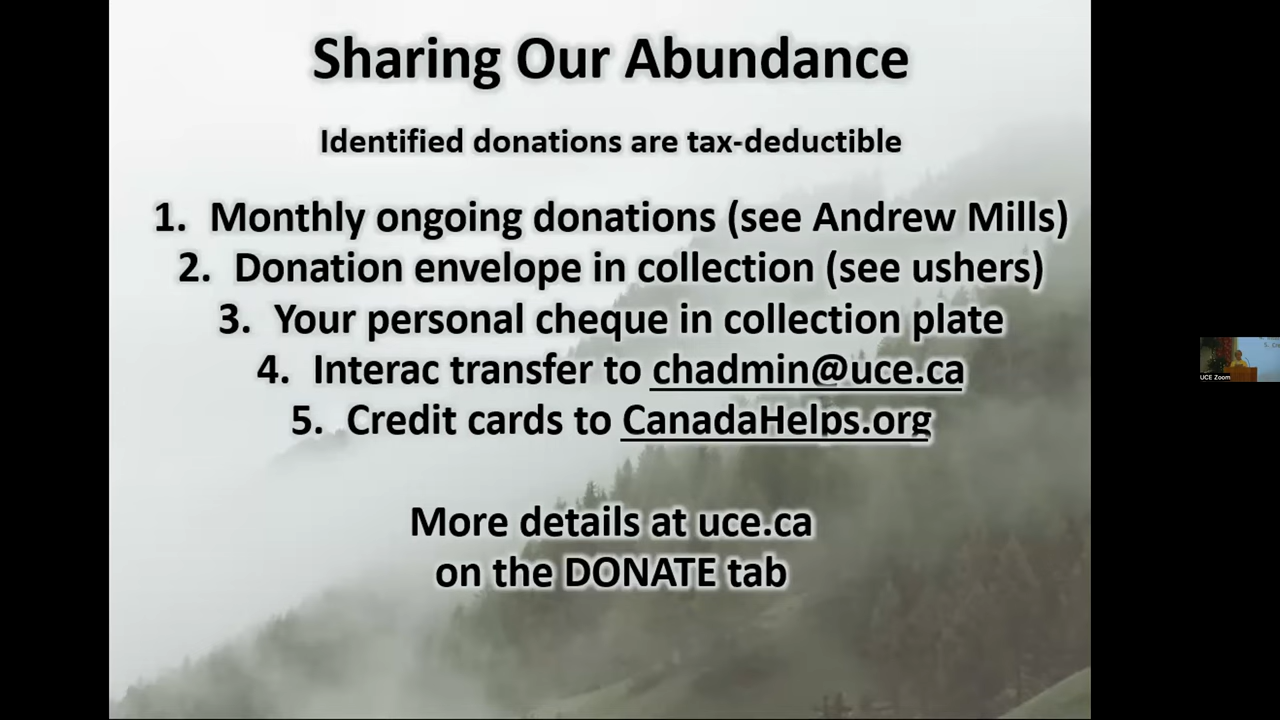 Sharing Our Abundance
Identified donations are tax-deductible
1. Monthly ongoing donations (see Andrew Mills)
2. Donation envelope in collection (see ushers)
3. Your personal cheque in collection plate
4. Interac transfer to chadmin@uce.ca
5. Credit cards to CanadaHelps.org
More details at uce.ca
on the DONATE tab
UCE Zoom